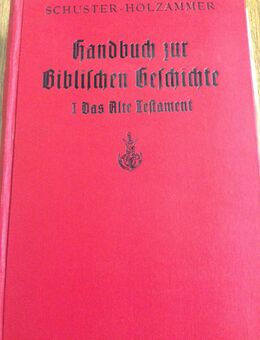 SCHUSTER-HOLZAMMER
Handbuch zur
Biblischen Geschichte
I Das Alte Testament